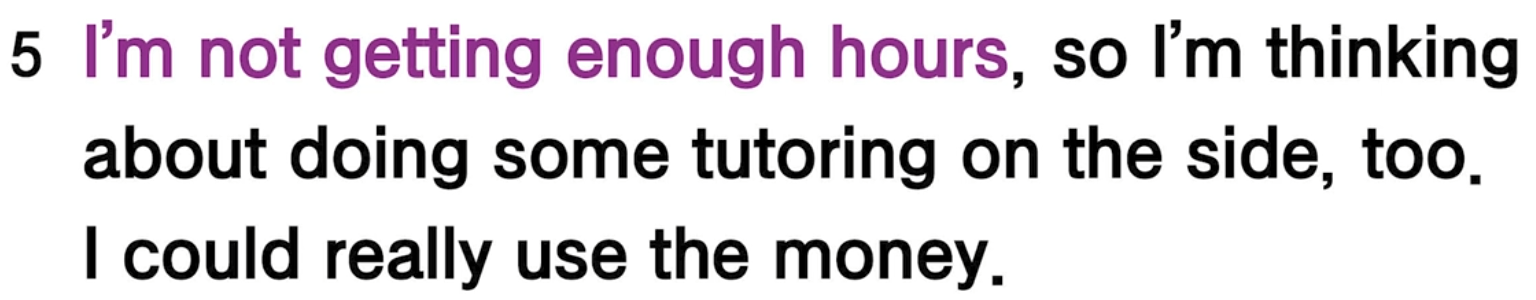 5 I'm not getting enough hours, so I'm thinking
about doing some tutoring on the side, too.
I could really use the money.